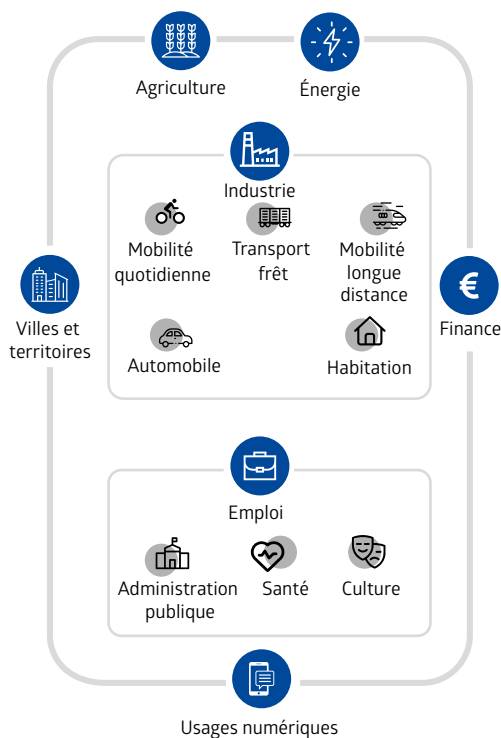 Agriculture
Énergie
Industrie
Mobilité
quotidienne
Transport
frêt
Mobilité
longue
distance
Villes et
territoires
€
Finance
Automobile
Habitation
Emploi
Administration
publique
Santé
Culture
Usages numériques